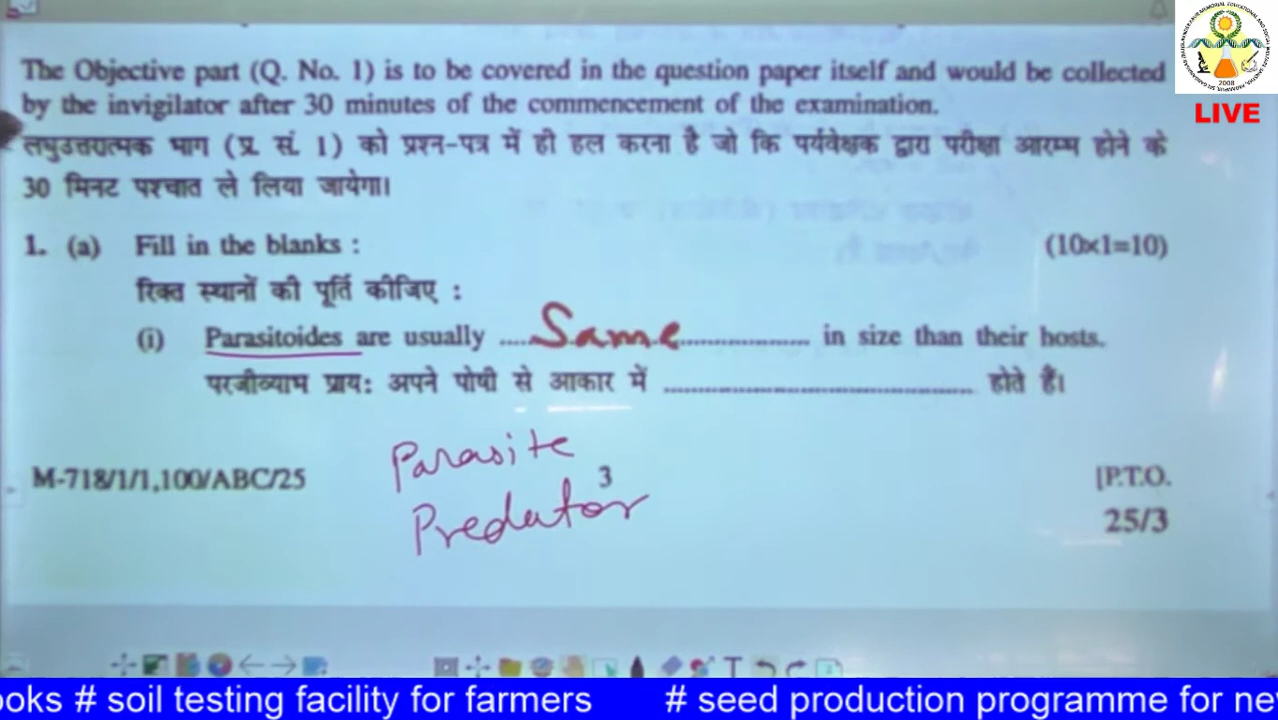 The Objective part (Q. No. 1) is to be covered in the question paper itself and would be collected
by the invigilator after 30 minutes of the commencement of the examination.
लघुउत्तरात्मक भाग (प्र. सं. 1) को प्रश्न-पत्र में ही हल करना है जो कि पर्यवेक्षक द्वारा परीक्षा आरम्भ होने के
30 मिनट पश्चात ले लिया जायेगा।
1. (a) Fill in the blanks : (10x1=10)
रिक्त स्थानों की पूर्ति कीजिए :
(i) Parasitoides are usually .....Same.................. in size than their hosts.
परजीव्याभ प्राय: अपने पोषी से आकार में ............................................. होते हैं।
Parasite
M-718/1/1,100/ABC/25 3 [P.T.O.
Predator
25/3
2008
LIVE
ooks # soil testing facility for farmers # seed production programme for ne